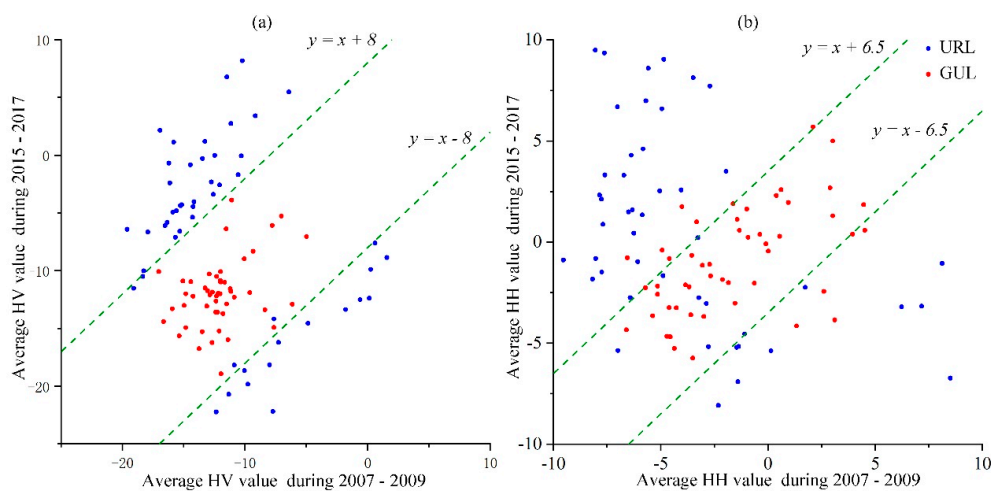 (a)
y = x + 8
y = x - 8
10
0
-10
-20
-20
-10
0
10
Average HV value during 2015 - 2017
Average HV value during 2007 - 2009
(b)
y = x + 6.5
y = x - 6.5
URL
GUL
10
5
0
-5
-10
-10
-5
0
5
10
Average HH value during 2015 - 2017
Average HH value during 2007 - 2009